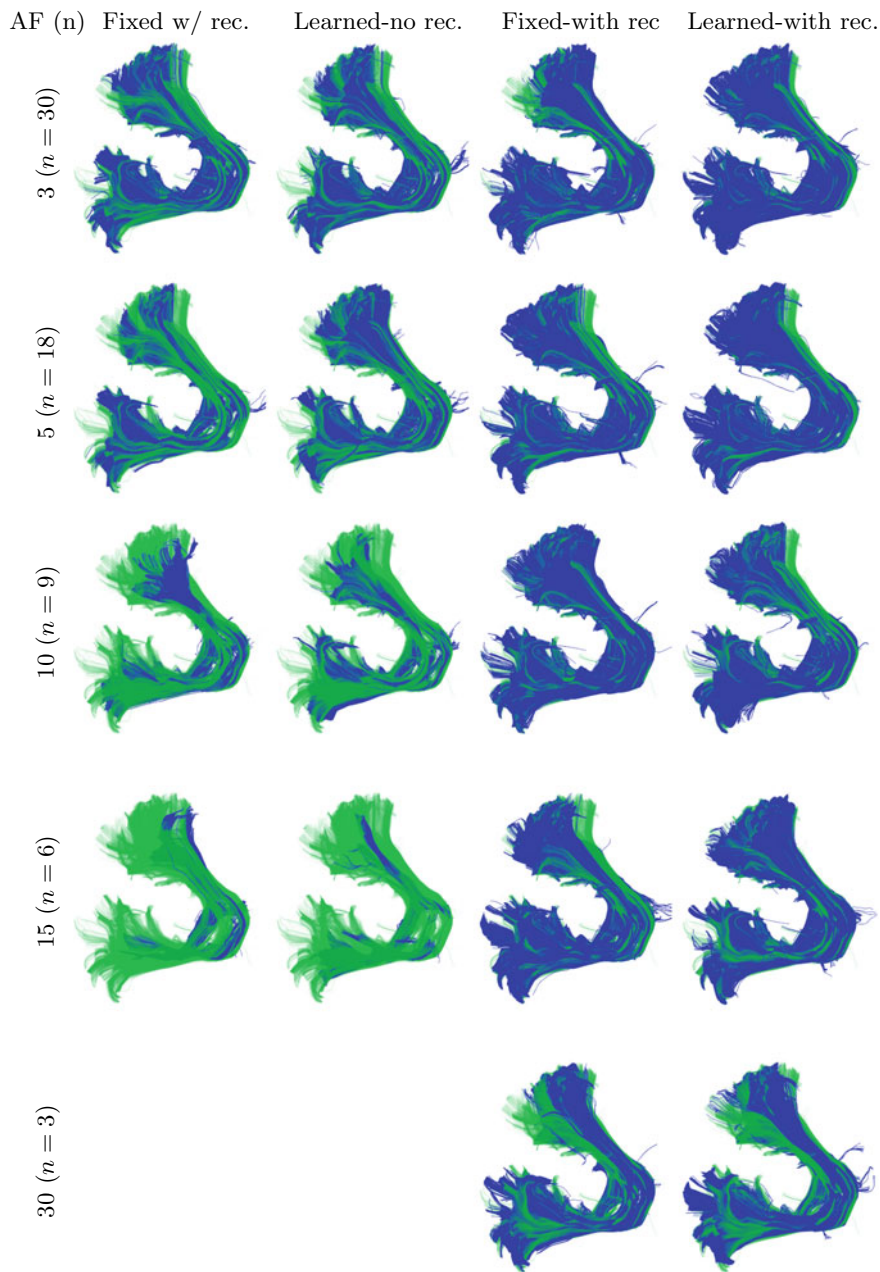 AF (n) Fixed w/ rec. Learned-no rec. Fixed-with rec Learned-with rec.
3 (n = 30)
5 (n = 18)
10 (n = 9)
15 (n = 6)
30 (n = 3)